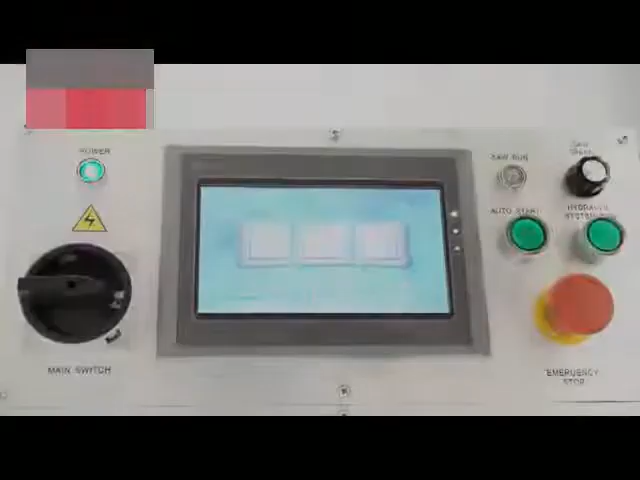 POWER
SAW RUN
AUTO START
HYDRAULIC
SYSTEM
MAIN SWITCH
EMERGENCY
STOP